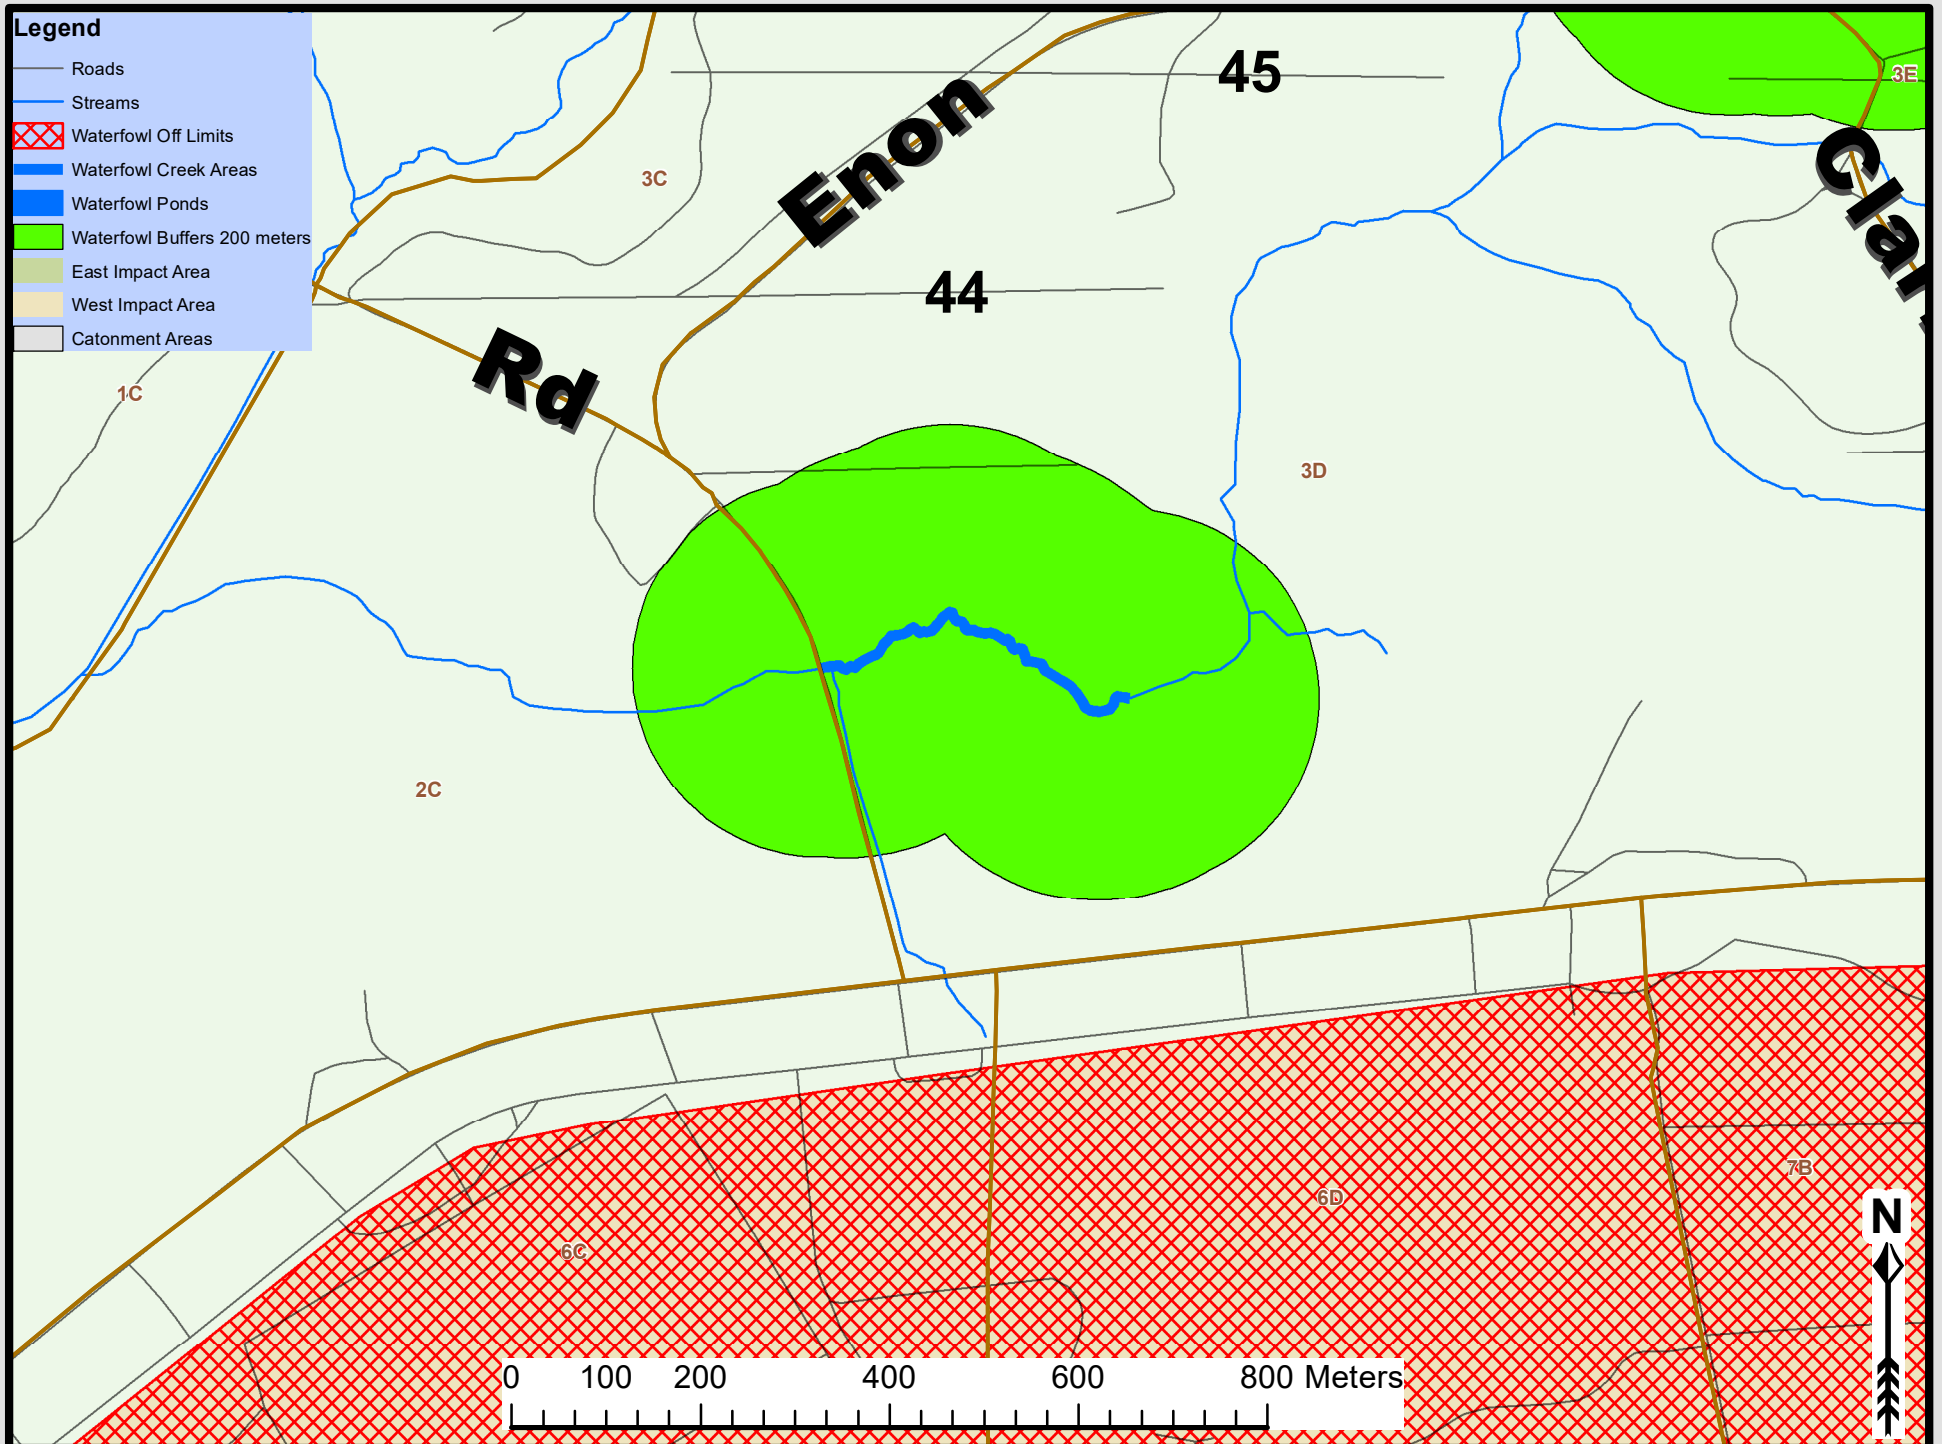 Legend
Roads
Streams
Waterfowl Off Limits
Waterfowl Creek Areas
Waterfowl Ponds
Waterfowl Buffers 200 meters
East Impact Area
West Impact Area
Catonment Areas
45
3E
Enon
3C
Cla
44
Rd
1C
3D
2C
7B
6D
6C
N
0 100 200 400 600 800 Meters